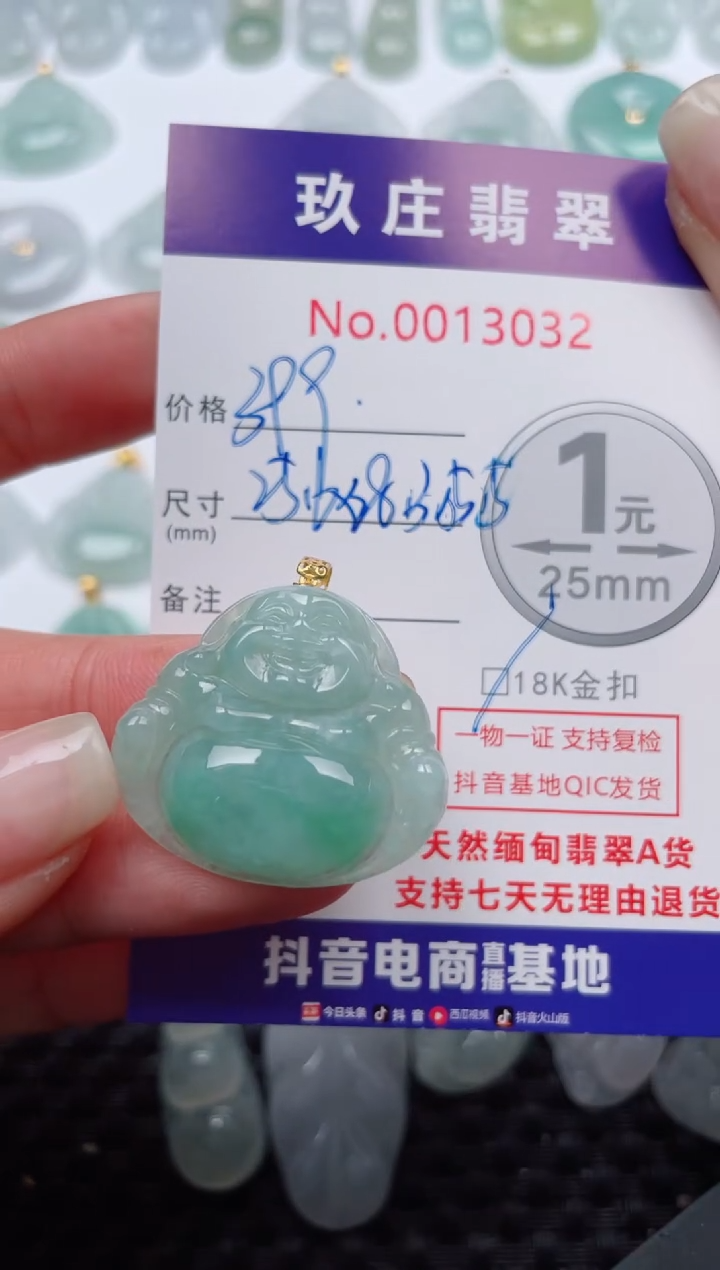 玖庄翡翠
No.0013032
价格 399.
尺寸
(mm)
备注
1元
25mm
18K金扣
一物一证 支持复检
抖音基地QIC发货
天然缅甸翡翠A货
支持七天无理由退货
抖音电商直播基地
今日头条 抖音 西瓜视频 抖音火山版